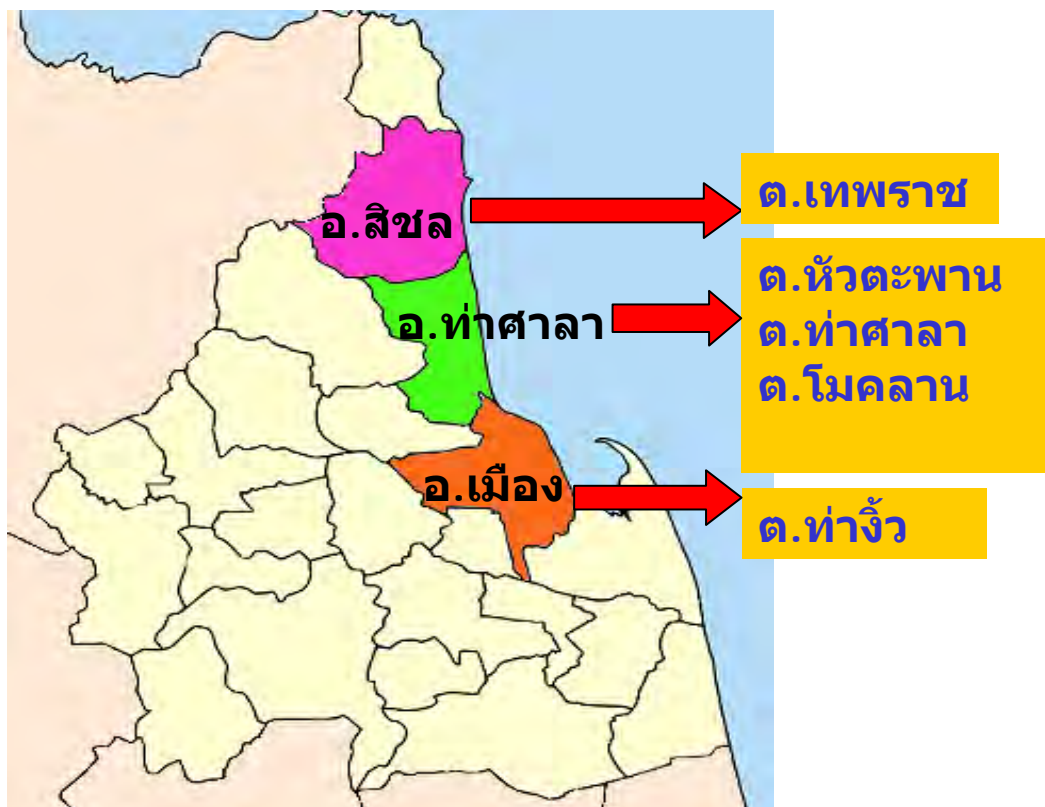 อ.สิชล
ต.เทพราช
อ.ท่าศาลา
ต.หัวตะพาน
ต.ท่าศาลา
ต.โมคลาน
อ.เมือง
ต.ท่างิ้ว